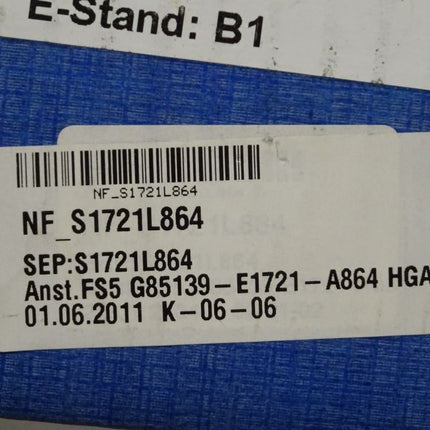 E-Stand: B1
NF_S1721L864
NF_S1721L864
SEP:S1721L864
Anst.FS5 G85139-E1721-A864 HGA
01.06.2011 K-06-06